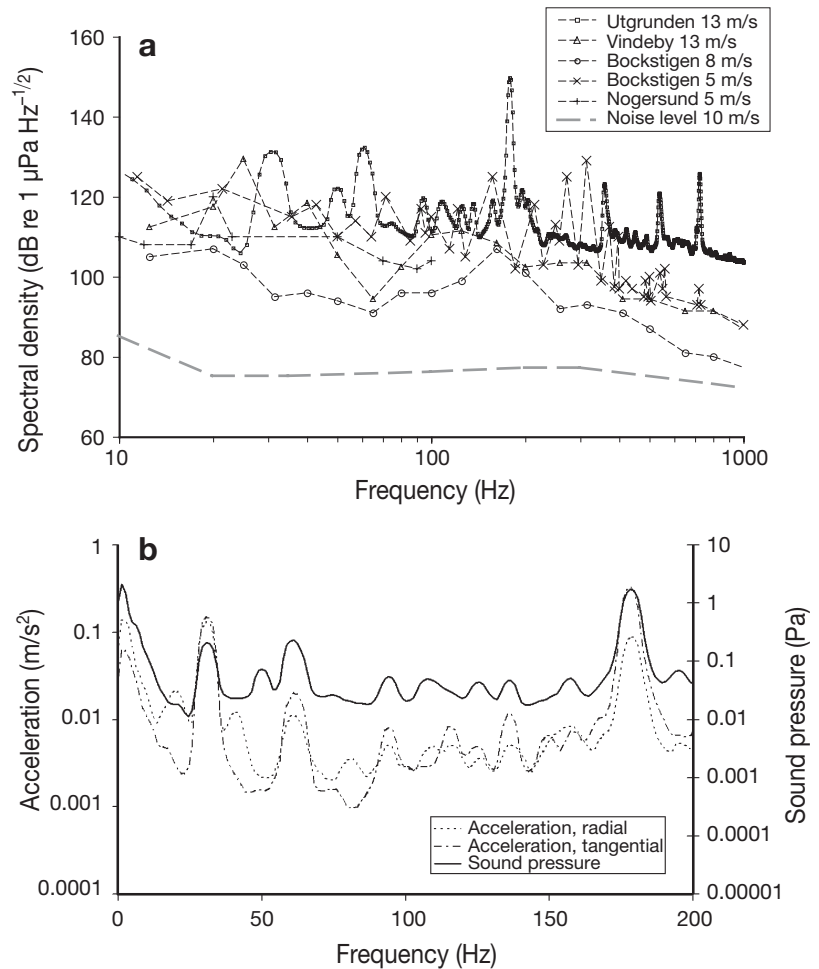 a
Utgrunden 13 m/s
Vindeby 13 m/s
Bockstigen 8 m/s
Bockstigen 5 m/s
Nogersund 5 m/s
Noise level 10 m/s
Spectral density (dB re 1 µPa Hz–1/2)
160
140
120
100
80
60
10
100
1000
Frequency (Hz)
b
Acceleration (m/s2)
1
0.1
0.01
0.001
0.0001
10
1
0.1
0.01
0.001
0.0001
0.00001
Sound pressure (Pa)
Acceleration, radial
Acceleration, tangential
Sound pressure
0
50
100
150
200
Frequency (Hz)